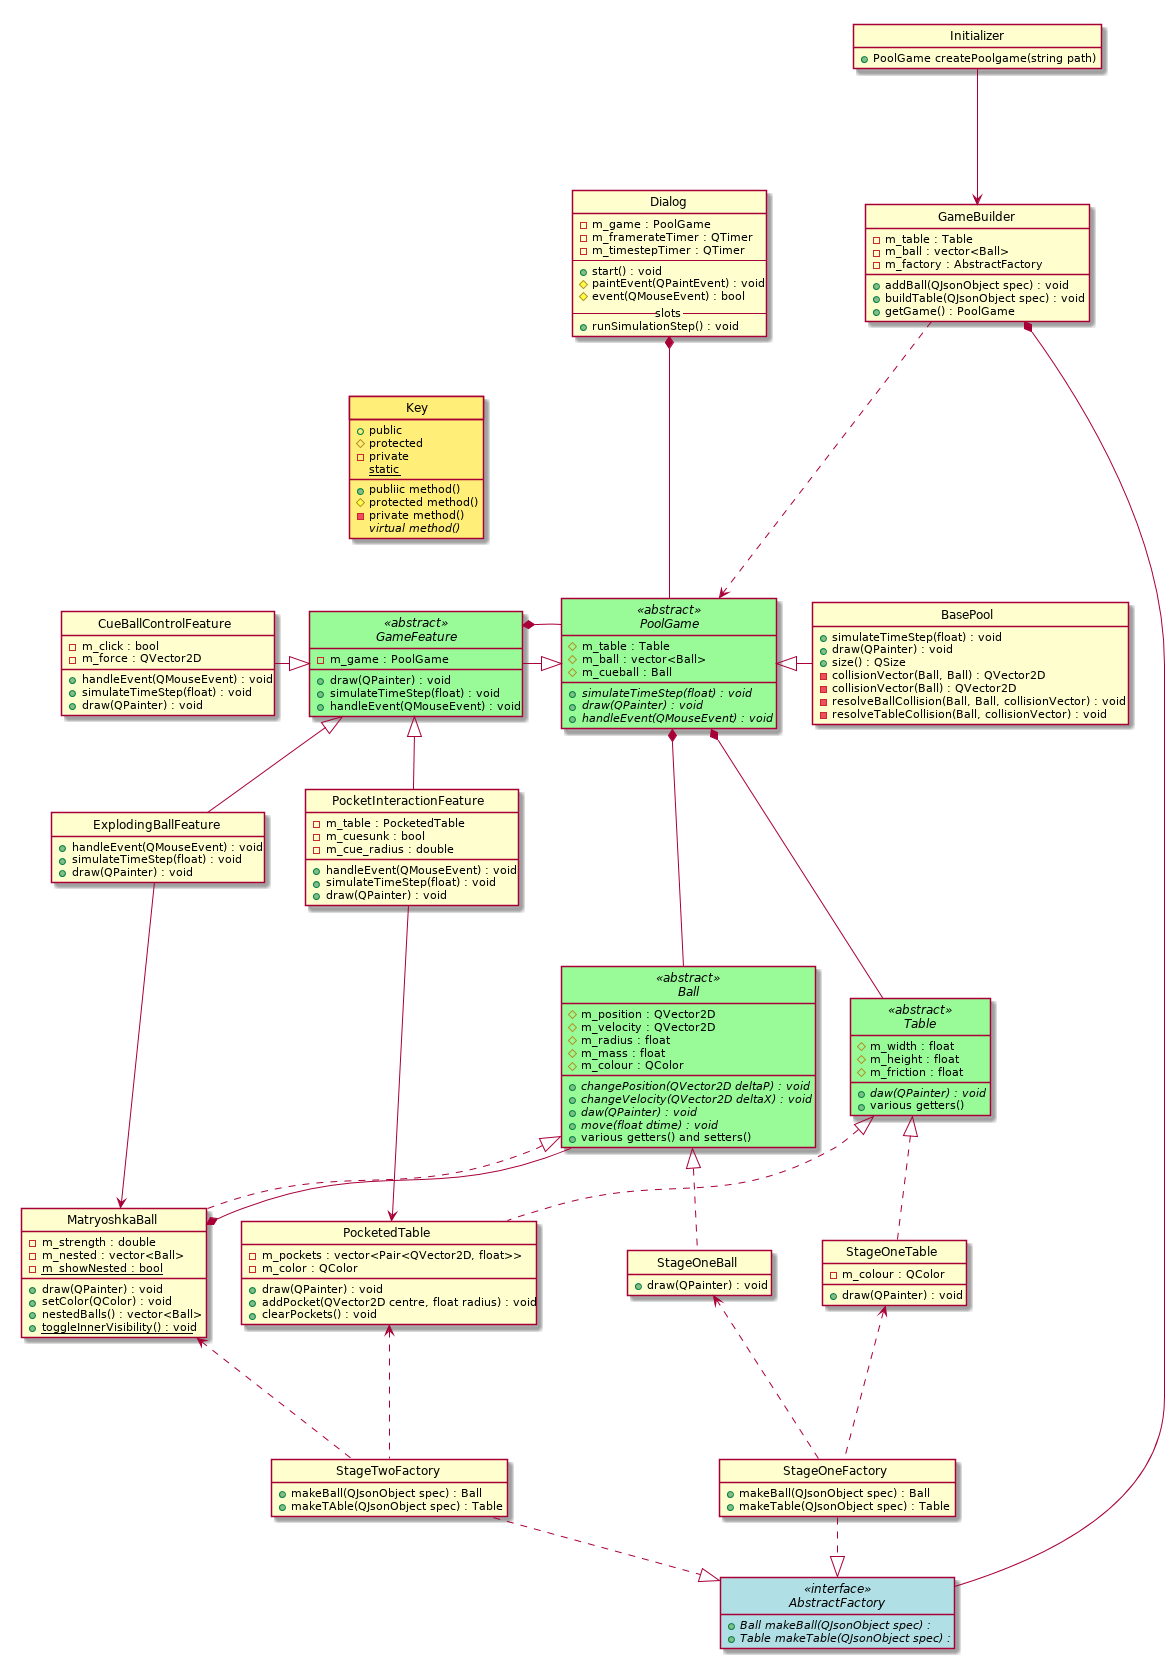 Initializer
PoolGame createPoolgame(string path)
Dialog
m_game : PoolGame
m_framerateTimer : QTimer
m_timestepTimer : QTimer
start() : void
paintEvent(QPaintEvent) : void
event(QMouseEvent) : bool
slots
runSimulationStep() : void
GameBuilder
m_table : Table
m_ball : vector<Ball>
m_factory : AbstractFactory
addBall(QJsonObject spec) : void
buildTable(QJsonObject spec) : void
getGame() : PoolGame
Key
public
protected
private
static
publiic method()
protected method()
private method()
virtual method()
CueBallControlFeature
m_click : bool
m_force : QVector2D
handleEvent(QMouseEvent) : void
simulateTimeStep(float) : void
draw(QPainter) : void
«abstract»
GameFeature
m_game : PoolGame
draw(QPainter) : void
simulateTimeStep(float) : void
handleEvent(QMouseEvent) : void
«abstract»
PoolGame
m_table : Table
m_ball : vector<Ball>
m_cueball : Ball
simulateTimeStep(float) : void
draw(QPainter) : void
handleEvent(QMouseEvent) : void
BasePool
simulateTimeStep(float) : void
draw(QPainter) : void
size() : QSize
collisionVector(Ball, Ball) : QVector2D
collisionVector(Ball) : QVector2D
resolveBallCollision(Ball, Ball, collisionVector) : void
resolveTableCollision(Ball, collisionVector) : void
ExplodingBallFeature
handleEvent(QMouseEvent) : void
simulateTimeStep(float) : void
draw(QPainter) : void
PocketInteractionFeature
m_table : PocketedTable
m_cuesunk : bool
m_cue_radius : double
handleEvent(QMouseEvent) : void
simulateTimeStep(float) : void
draw(QPainter) : void
«abstract»
Ball
m_position : QVector2D
m_velocity : QVector2D
m_radius : float
m_mass : float
m_colour : QColor
changePosition(QVector2D deltaP) : void
changeVelocity(QVector2D deltaX) : void
daw(QPainter) : void
move(float dtime) : void
various getters() and setters()
«abstract»
Table
m_width : float
m_height : float
m_friction : float
daw(QPainter) : void
various getters()
MatryoshkaBall
m_strength : double
m_nested : vector<Ball>
m_showNested : bool
draw(QPainter) : void
setColor(QColor) : void
nestedBalls() : vector<Ball>
toggleInnerVisibility() : void
PocketedTable
m_pockets : vector<Pair<QVector2D, float>>
m_color : QColor
draw(QPainter) : void
addPocket(QVector2D centre, float radius) : void
clearPockets() : void
StageOneBall
draw(QPainter) : void
StageOneTable
m_colour : QColor
draw(QPainter) : void
StageTwoFactory
makeBall(QJsonObject spec) : Ball
makeTAble(QJsonObject spec) : Table
StageOneFactory
makeBall(QJsonObject spec) : Ball
makeTable(QJsonObject spec) : Table
«interface»
AbstractFactory
Ball makeBall(QJsonObject spec) :
Table makeTable(QJsonObject spec) :